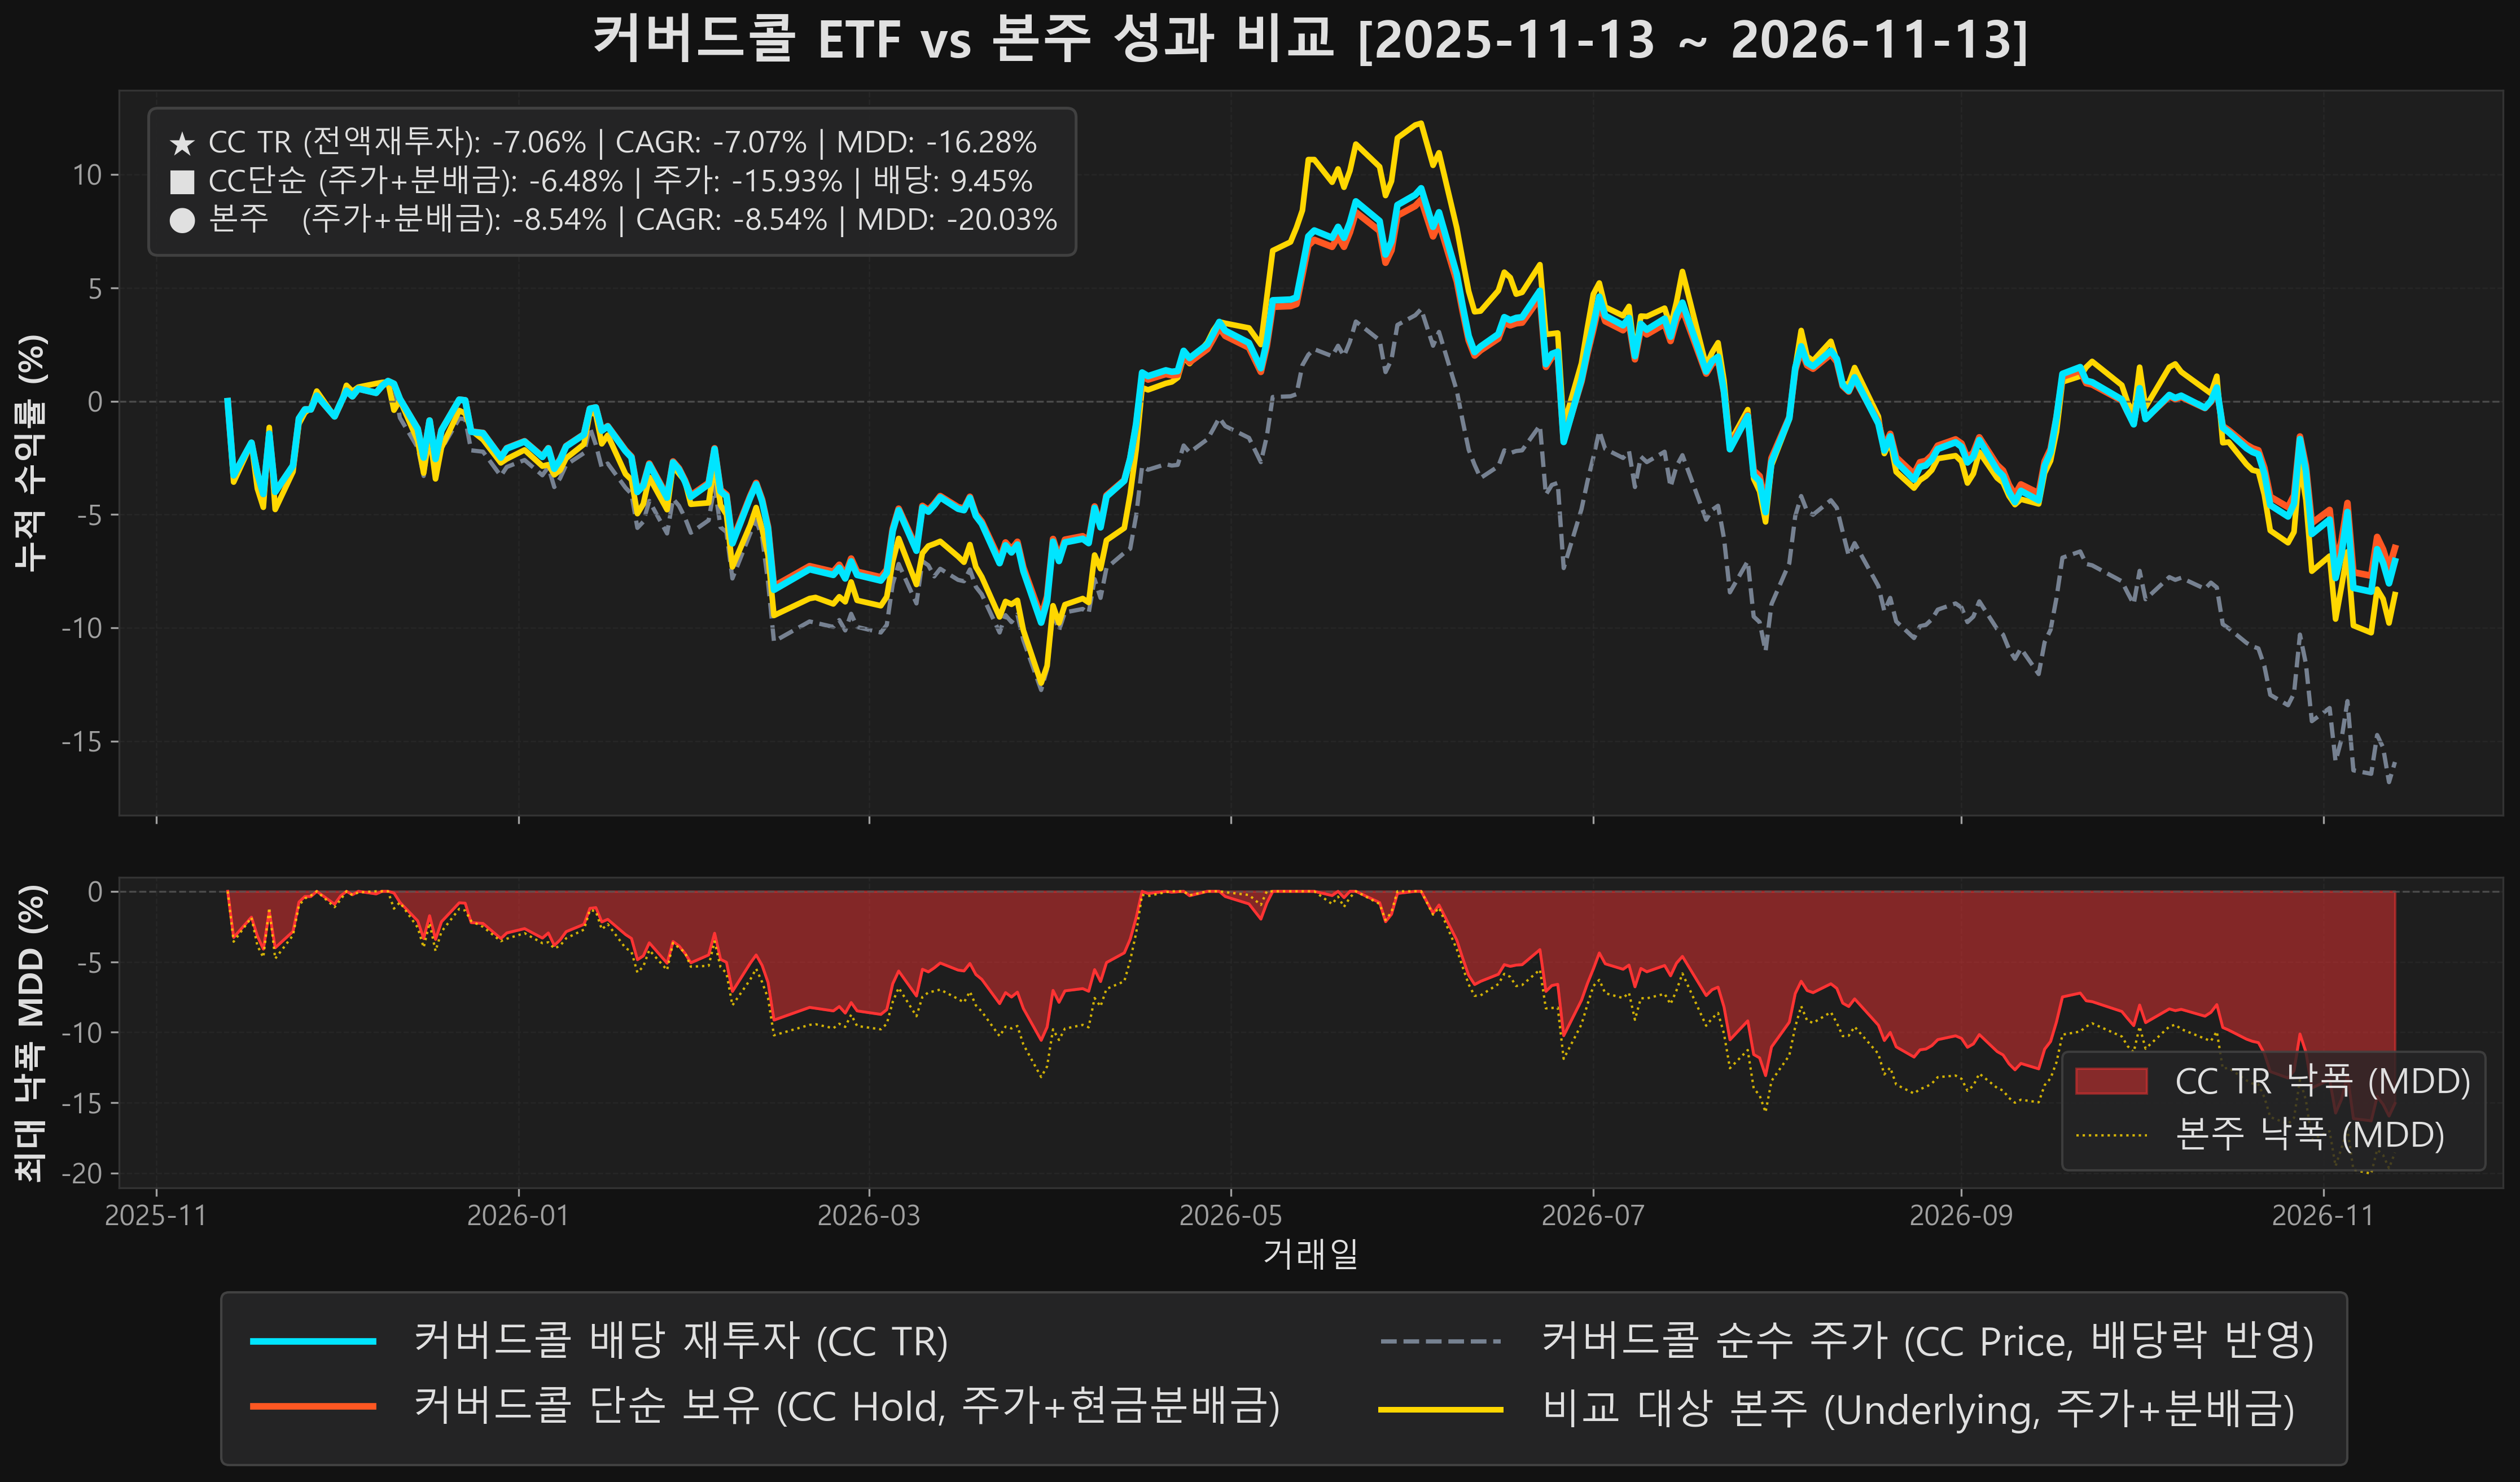 커버드콜 ETF vs 본주 성과 비교 [2025-11-13 ~ 2026-11-13]
★ CC TR (전액재투자): -7.06% | CAGR: -7.07% | MDD: -16.28%
■ CC단순 (주가+분배금): -6.48% | 주가: -15.93% | 배당: 9.45%
● 본주 (주가+분배금): -8.54% | CAGR: -8.54% | MDD: -20.03%
누적 수익률 (%)
10
5
0
-5
-10
-15
최대 낙폭 MDD (%)
0
-5
-10
-15
-20
CC TR 낙폭 (MDD)
본주 낙폭 (MDD)
2025-11
2026-01
2026-03
2026-05
2026-07
2026-09
2026-11
거래일
커버드콜 배당 재투자 (CC TR)
커버드콜 단순 보유 (CC Hold, 주가+현금분배금)
커버드콜 순수 주가 (CC Price, 배당락 반영)
비교 대상 본주 (Underlying, 주가+분배금)